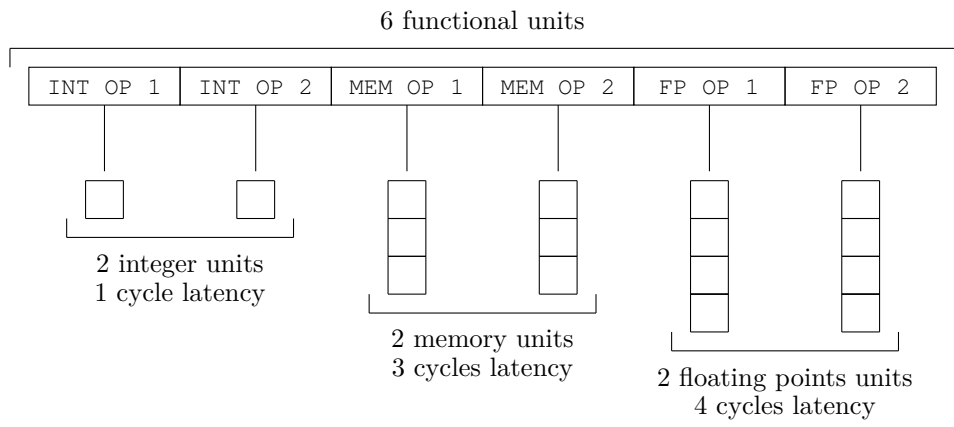 6 functional units
INT OP 1 INT OP 2 MEM OP 1 MEM OP 2 FP OP 1 FP OP 2
2 integer units
1 cycle latency
2 memory units
3 cycles latency
2 floating points units
4 cycles latency